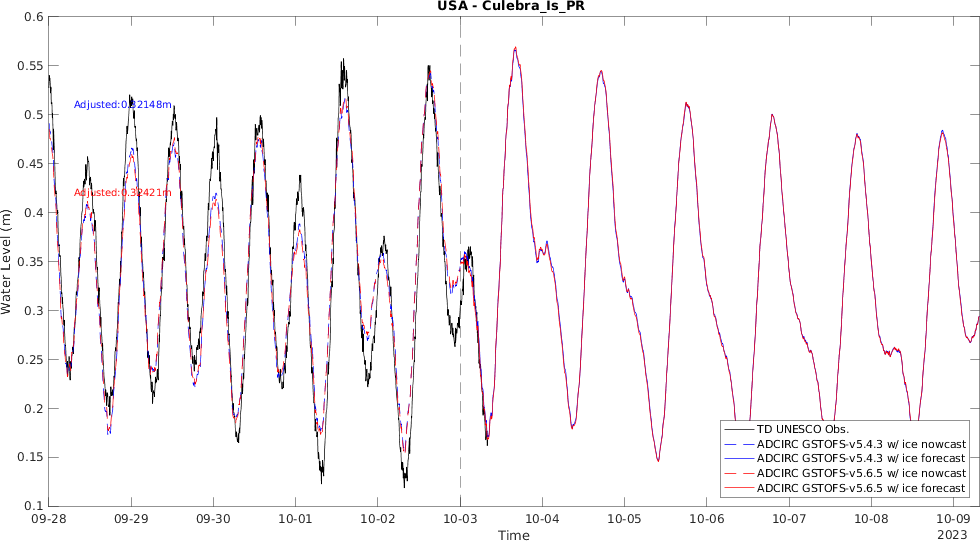 USA - Culebra_Is_PR
0.6
0.55
0.5
0.45
0.4
0.35
0.3
0.25
0.2
0.15
0.1
Water Level (m)
Adjusted:0.32148m
Adjusted:0.32421m
TD UNESCO Obs.
ADCIRC GSTOFS-v5.4.3 w/ ice nowcast
ADCIRC GSTOFS-v5.4.3 w/ ice forecast
ADCIRC GSTOFS-v5.6.5 w/ ice nowcast
ADCIRC GSTOFS-v5.6.5 w/ ice forecast
09-28 09-29 09-30 10-01 10-02 10-03 10-04 10-05 10-06 10-07 10-08 10-09
2023
Time